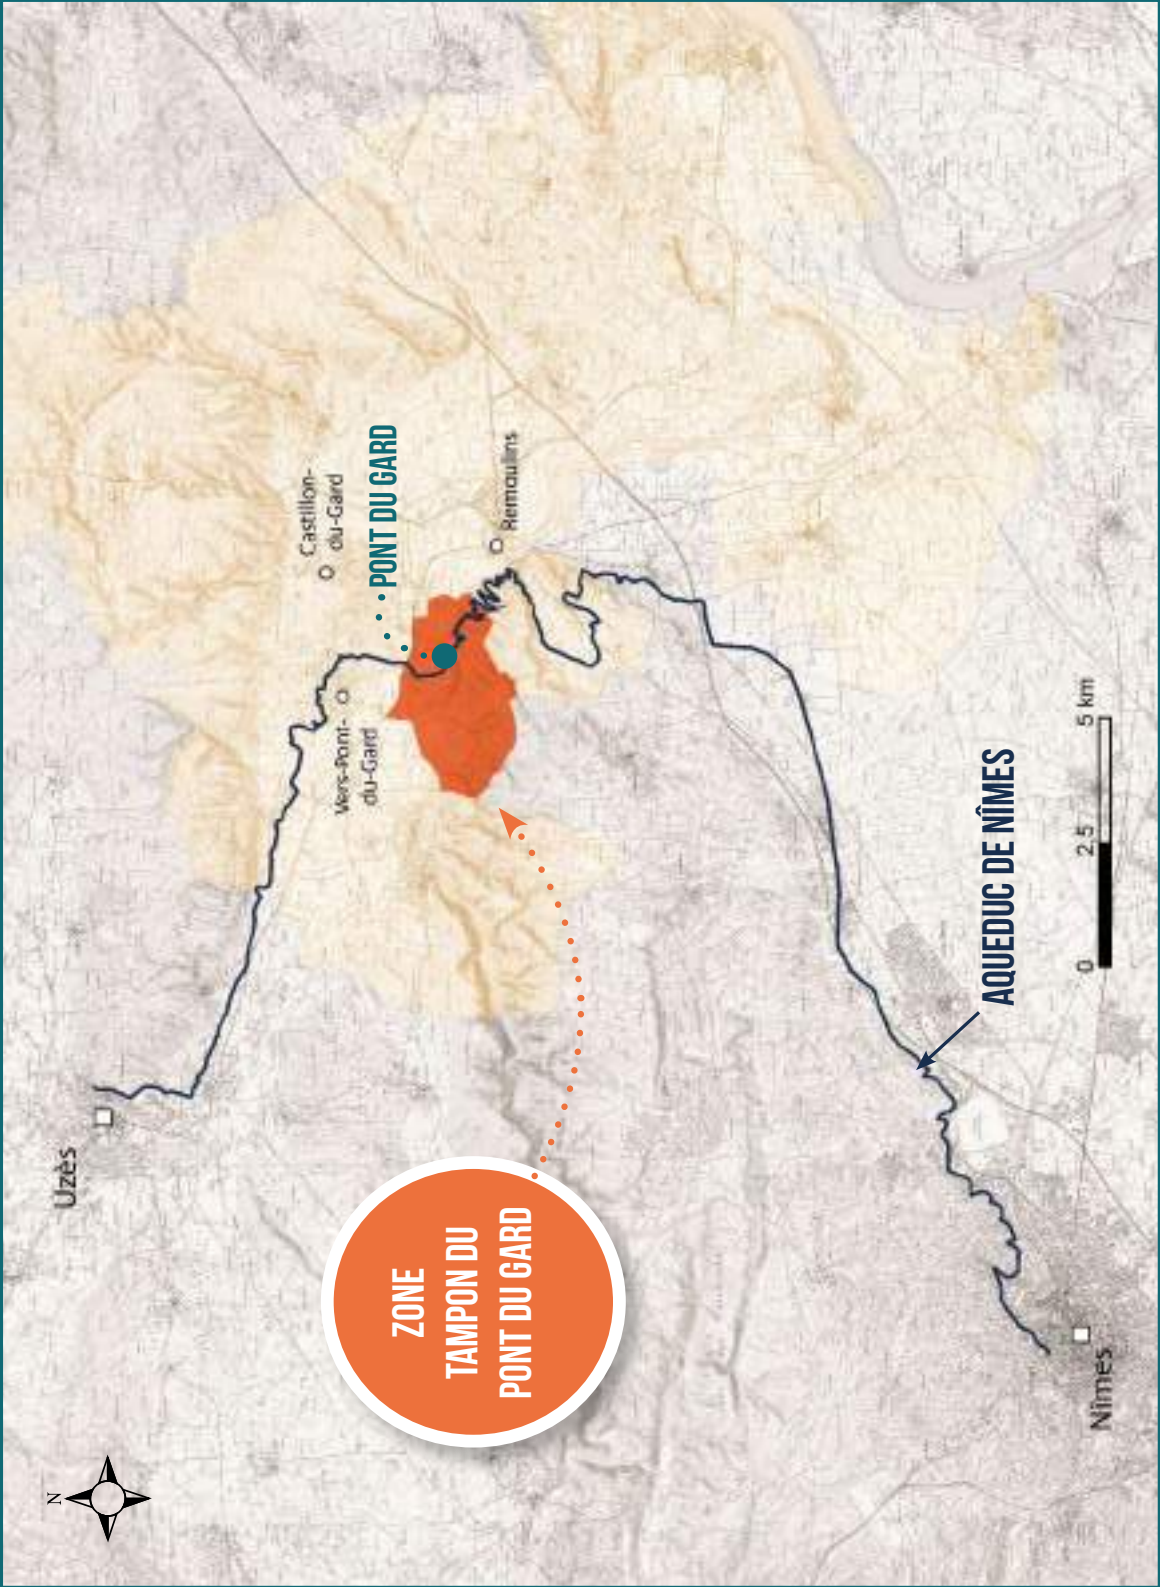 N
Uzès
Castillon-
du-Gard
PONT DU GARD
Vers-Pont-
du-Gard
Remoulins
ZONE
TAMPON DU
PONT DU GARD
AQUEDUC DE NÎMES
0 2,5 5 km
Nîmes